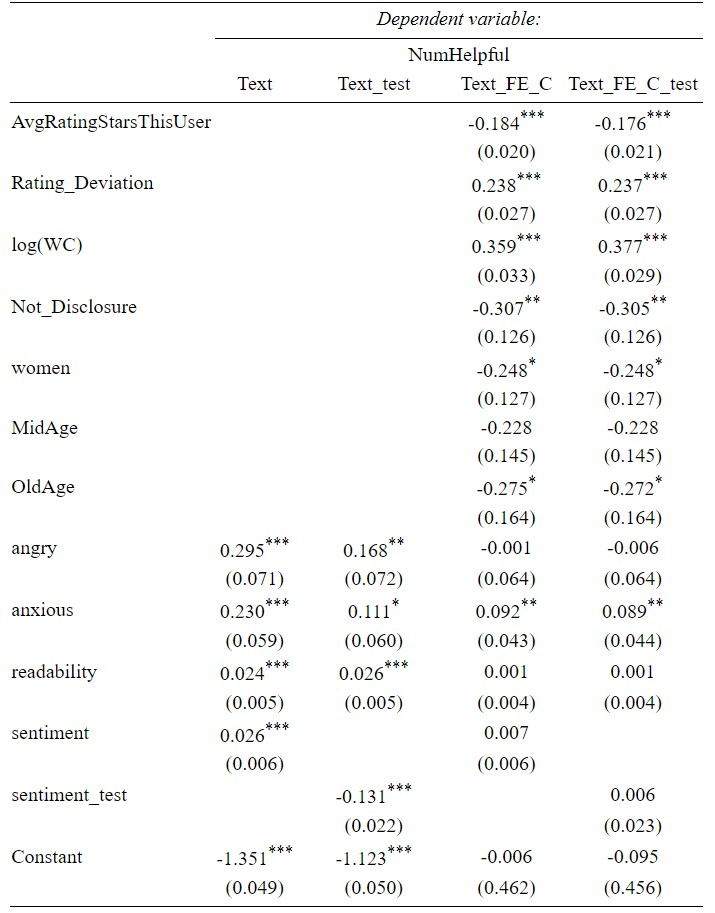 Dependent variable:
NumHelpful
Text Text_test Text_FE_C Text_FE_C_test
AvgRatingStarsThisUser -0.184*** -0.176***
(0.020) (0.021)
Rating_Deviation 0.238*** 0.237***
(0.027) (0.027)
log(WC) 0.359*** 0.377***
(0.033) (0.029)
Not_Disclosure -0.307** -0.305**
(0.126) (0.126)
women -0.248* -0.248*
(0.127) (0.127)
MidAge -0.228 -0.228
(0.145) (0.145)
OldAge -0.275* -0.272*
(0.164) (0.164)
angry 0.295*** 0.168** -0.001 -0.006
(0.071) (0.072) (0.064) (0.064)
anxious 0.230*** 0.111* 0.092** 0.089**
(0.059) (0.060) (0.043) (0.044)
readability 0.024*** 0.026*** 0.001 0.001
(0.005) (0.005) (0.004) (0.004)
sentiment 0.026*** 0.007
(0.006) (0.006)
sentiment_test -0.131*** 0.006
(0.022) (0.023)
Constant -1.351*** -1.123*** -0.006 -0.095
(0.049) (0.050) (0.462) (0.456)